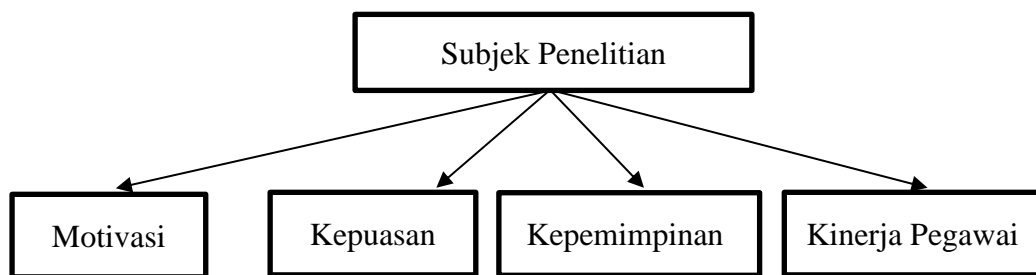 Subjek Penelitian
Motivasi
Kepuasan
Kepemimpinan
Kinerja Pegawai